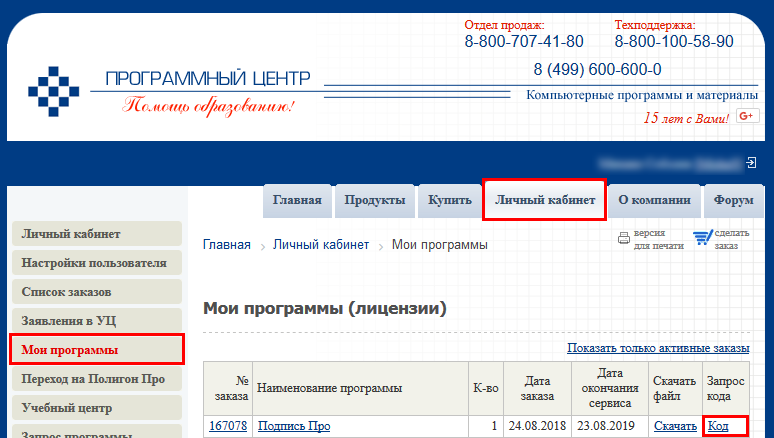 Отдел продаж: Техподдержка:
8-800-707-41-80 8-800-100-58-90
8 (499) 600-600-0
ПРОГРАММНЫЙ ЦЕНТР
Помощь образованию!
Компьютерные программы и материалы
15 лет с Вами! G+
Главная Продукты Купить Личный кабинет О компании Форум
Личный кабинет
Настройки пользователя
Список заказов
Заявления в УЦ
Мои программы
Переход на Полигон Про
Учебный центр
Запрос программы
Главная > Личный кабинет > Мои программы
версия
для печати
сделать
заказ
Мои программы (лицензии)
Показать только активные заказы
№ заказа Наименование программы К-во Дата заказа Дата окончания сервиса Скачать файл Запрос кода
167078 Подпись Про 1 24.08.2018 23.08.2019 Скачать Код